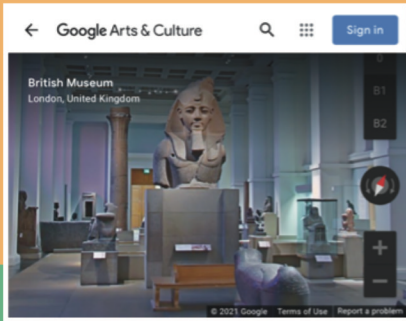 Google Arts & Culture
Sign in
British Museum
London, United Kingdom
0
B1
B2
© 2021 Google Terms of Use Report a problem